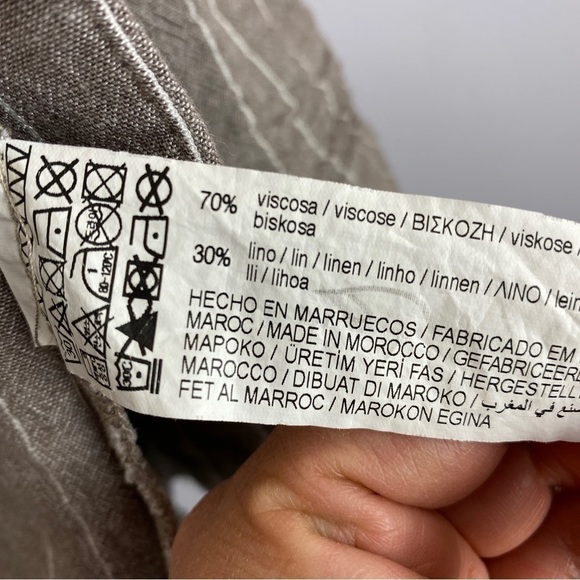 70% viscosa / viscose / ΒΙΣΚΟΖΗ / viskose /
biskosa
30% lino / lin / linen / linho / linnen / ΛΙΝΟ / lein
lli / lihoa
HECHO EN MARRUECOS / FABRICADO EM
MAROC / MADE IN MOROCCO / GEFABRICEERD
ΜΑΡΟΚΟ / ÜRETİM YERİ FAS / HERGESTELLT
MAROCCO / DIBUAT DI MAROKO / صنع في المغرب
FET AL MARROC / MAROKON EGINA
30°C